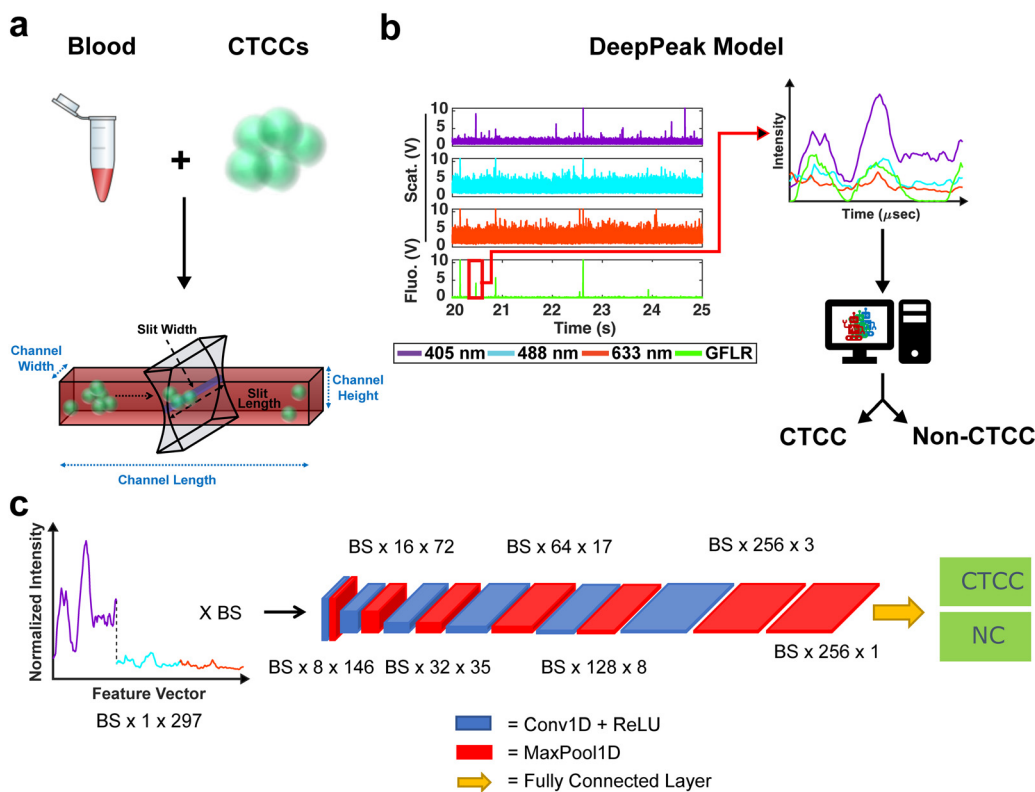 a
Blood
CTCCs
+
Slit Width
Channel
Width
Slit
Length
Channel
Height
Channel Length
b
DeepPeak Model
Scat. (V)
Fluo. (V)
10
5
0
10
5
0
10
5
0
10
5
0
20
21
22
23
24
25
Time (s)
405 nm
488 nm
633 nm
GFLR
Intensity
Time (μsec)
CTCC
Non-CTCC
c
Normalized Intensity
Feature Vector
BS x 1 x 297
X BS
BS x 16 x 72
BS x 64 x 17
BS x 256 x 3
BS x 8 x 146
BS x 32 x 35
BS x 128 x 8
BS x 256 x 1
CTCC
NC
= Conv1D + ReLU
= MaxPool1D
= Fully Connected Layer